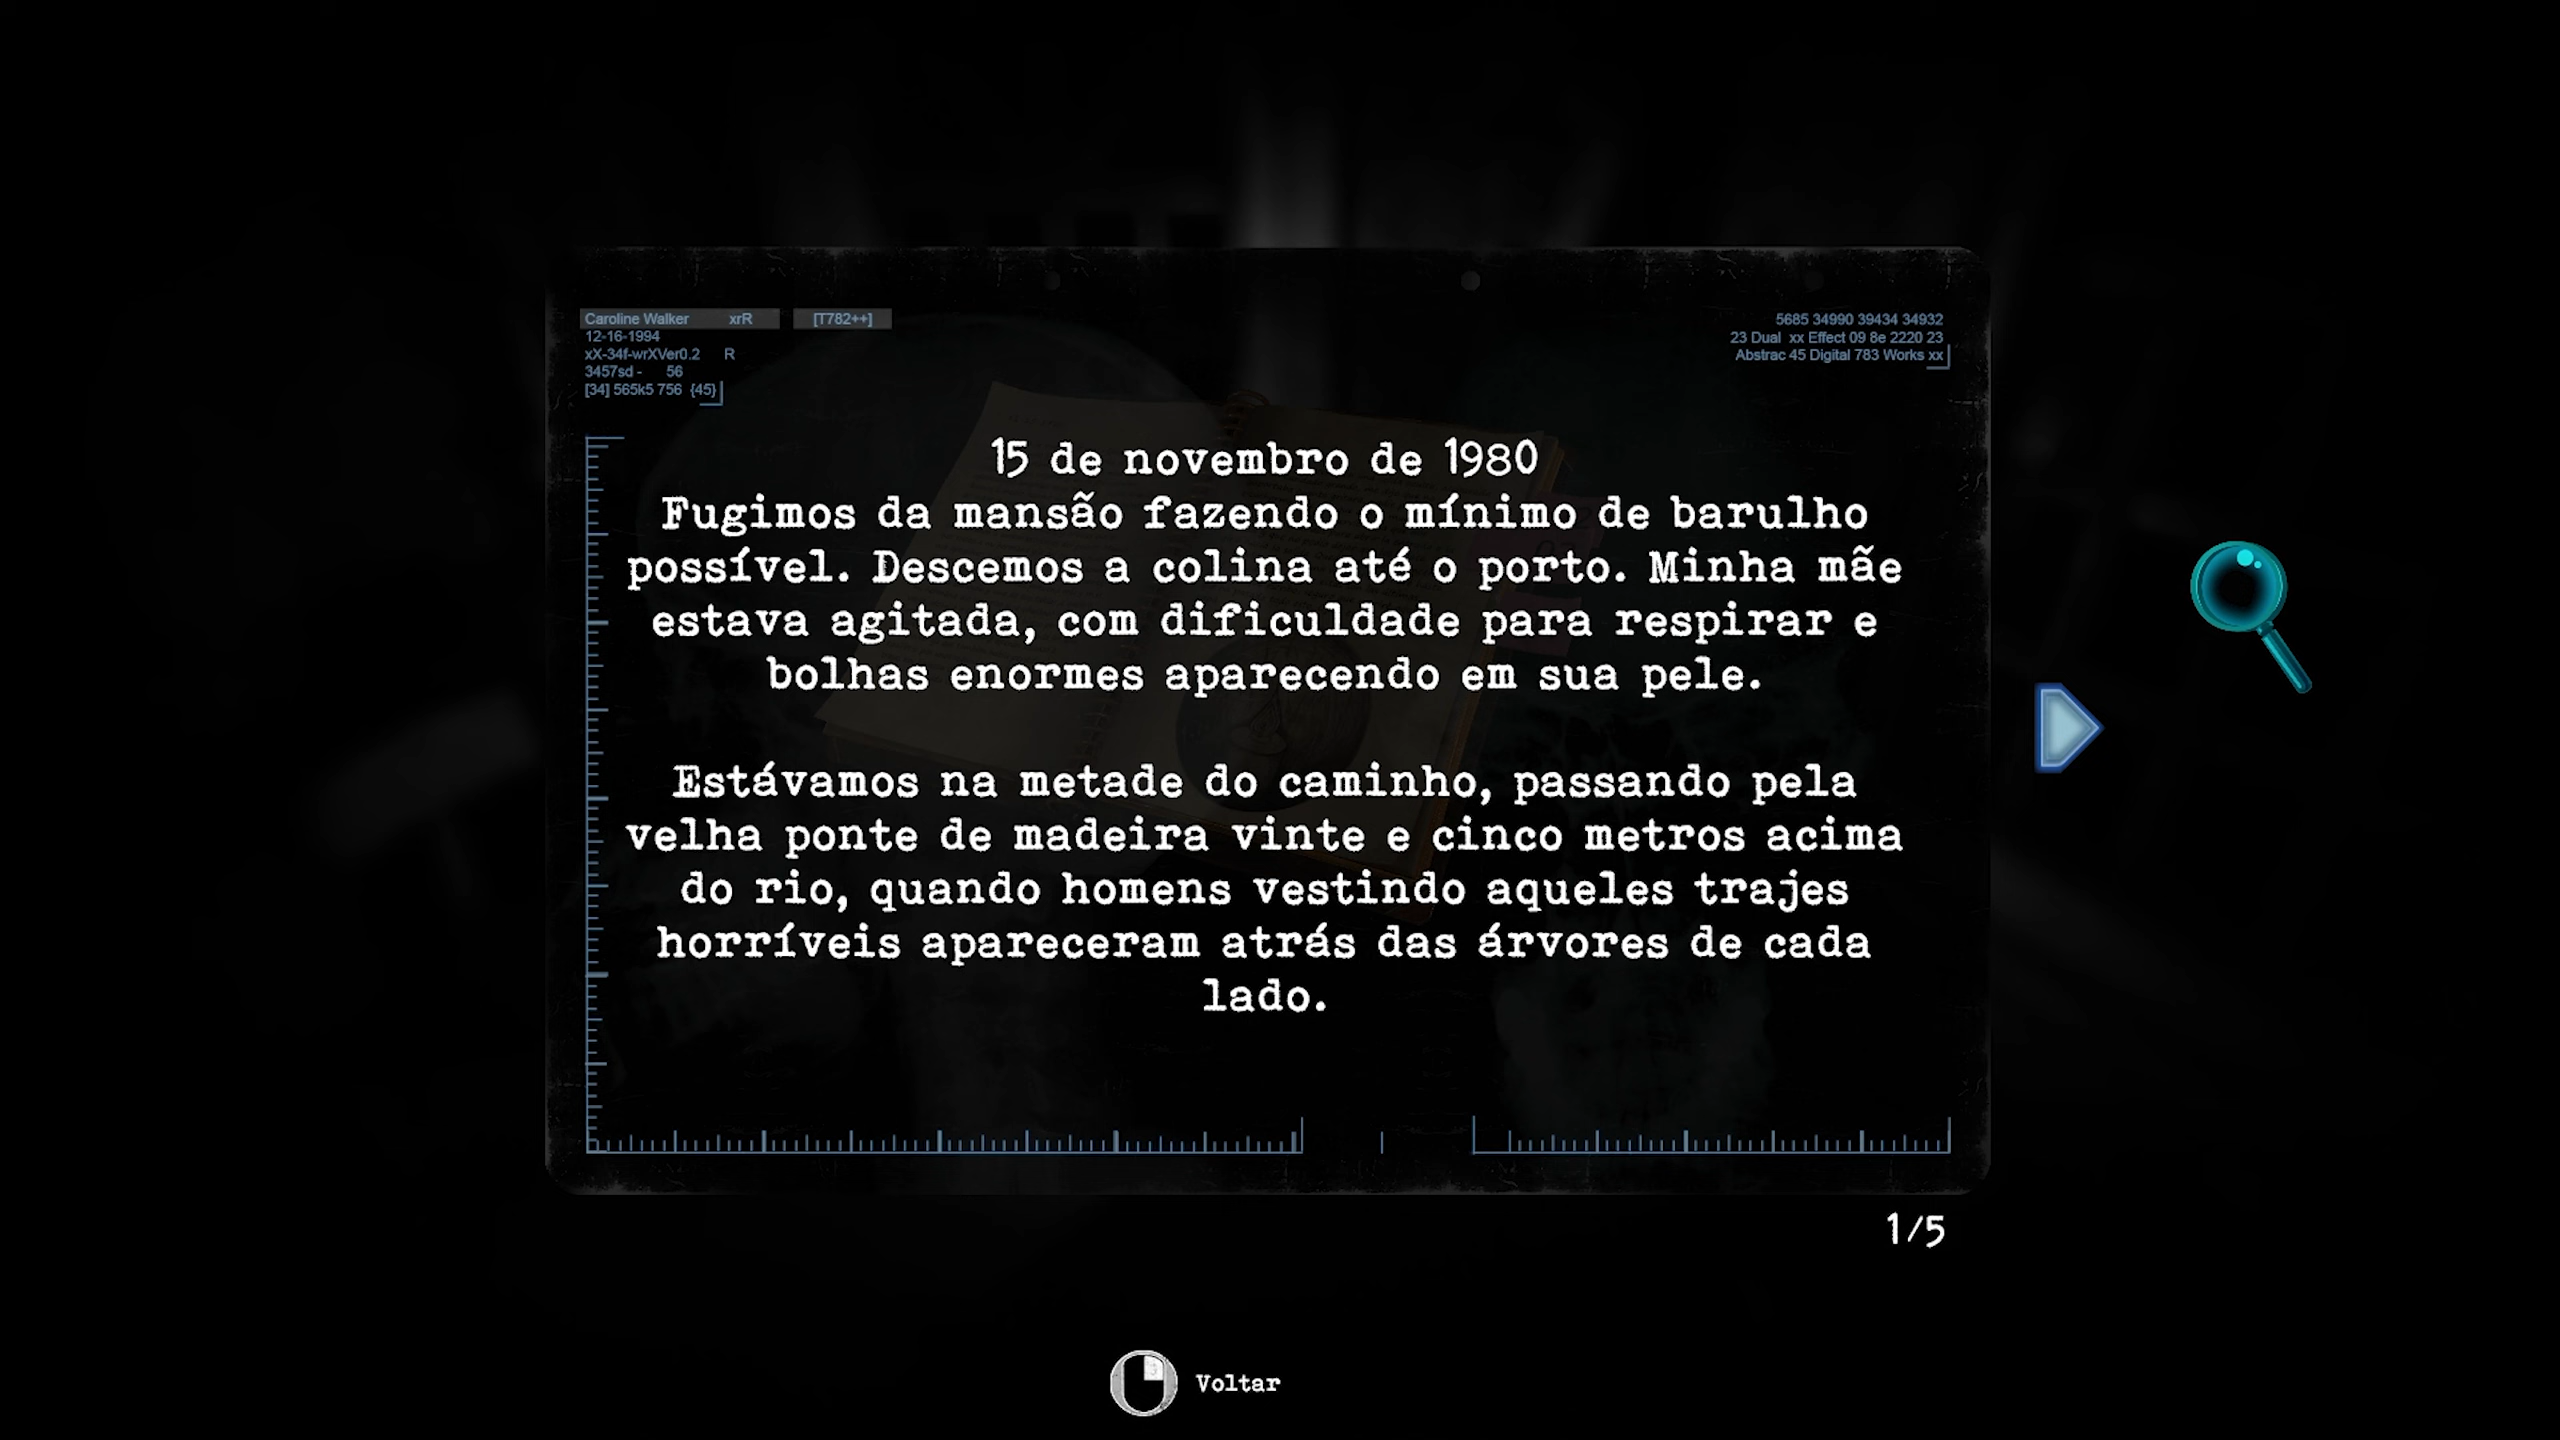 Caroline Walker xrR [T782++]
12-16-1994
xX-34f-wrXVer0.2 R
3457sd - 56
[34] 565k5 756 {45}
5685 34990 39434 34932
23 Dual xx Effect 09 8e 2220 23
Abstrac 45 Digital 783 Works xx
15 de novembro de 1980
Fugimos da mansão fazendo o mínimo de barulho
possível. Descemos a colina até o porto. Minha mãe
estava agitada, com dificuldade para respirar e
bolhas enormes aparecendo em sua pele.
Estávamos na metade do caminho, passando pela
velha ponte de madeira vinte e cinco metros acima
do rio, quando homens vestindo aqueles trajes
horríveis apareceram atrás das árvores de cada
lado.
1/5
Voltar